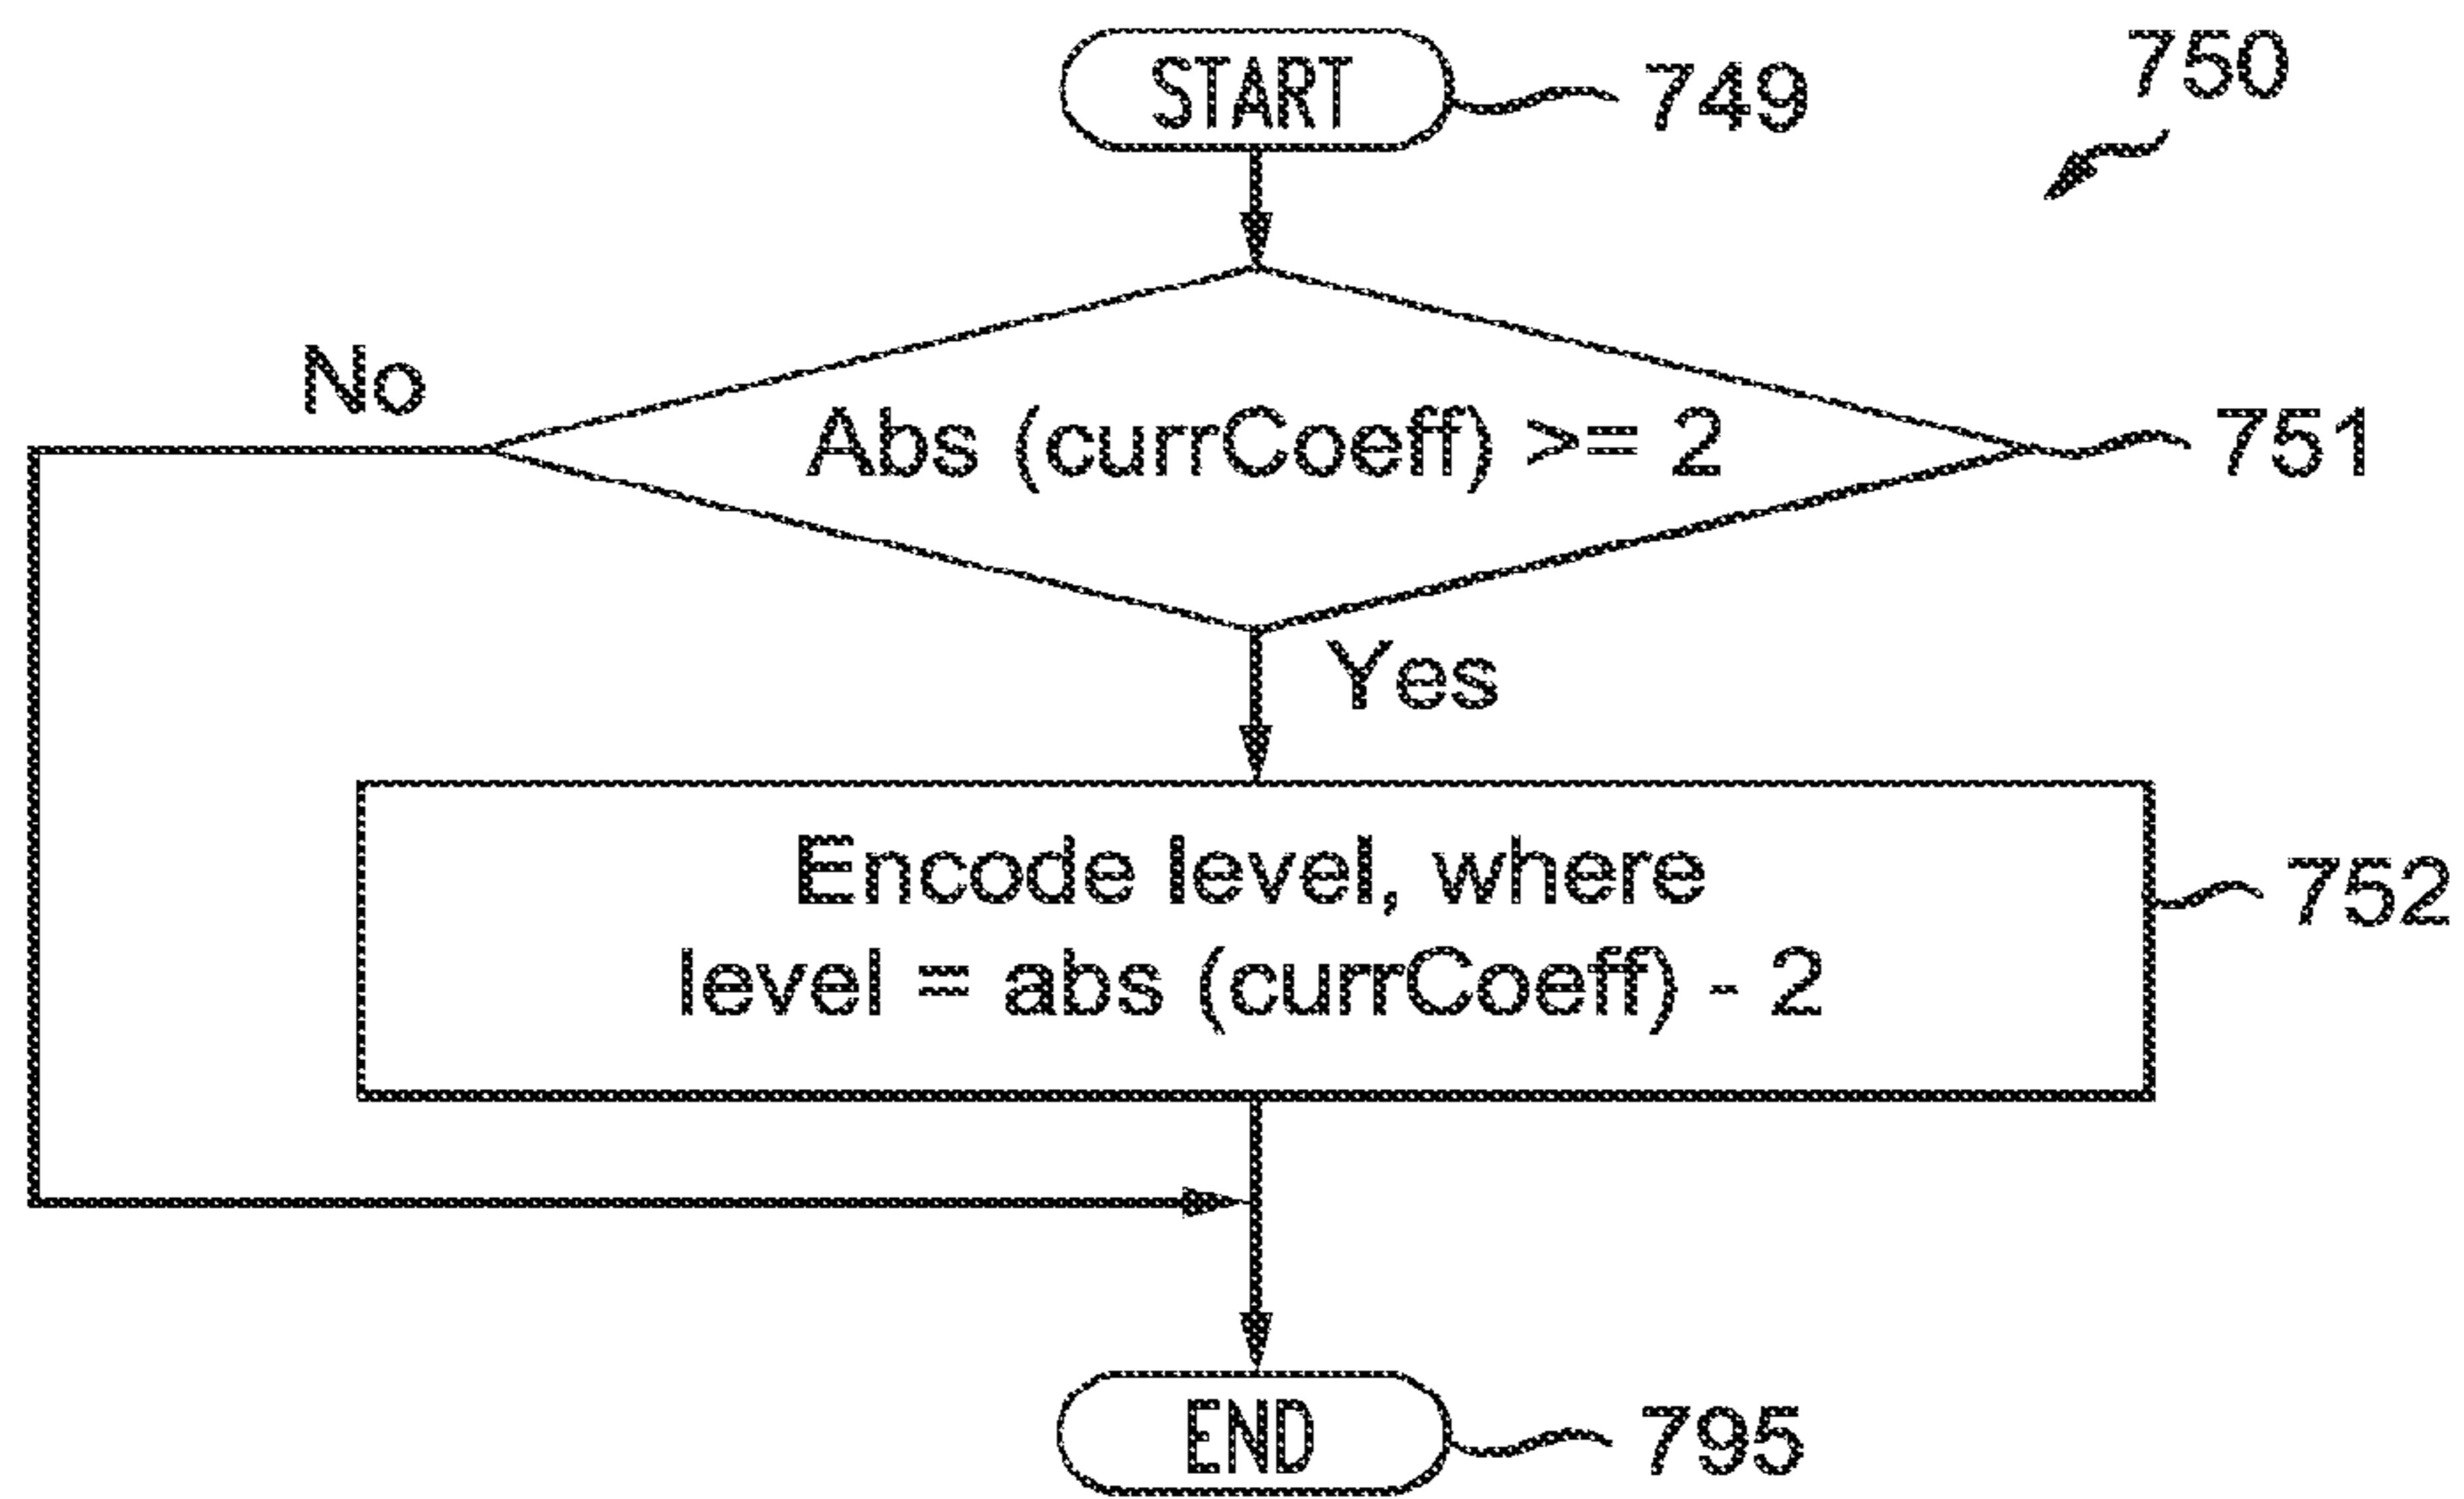 START
749
750
No
Abs (currCoeff) >= 2
751
Yes
Encode level, where
level = abs (currCoeff) - 2
752
END
795